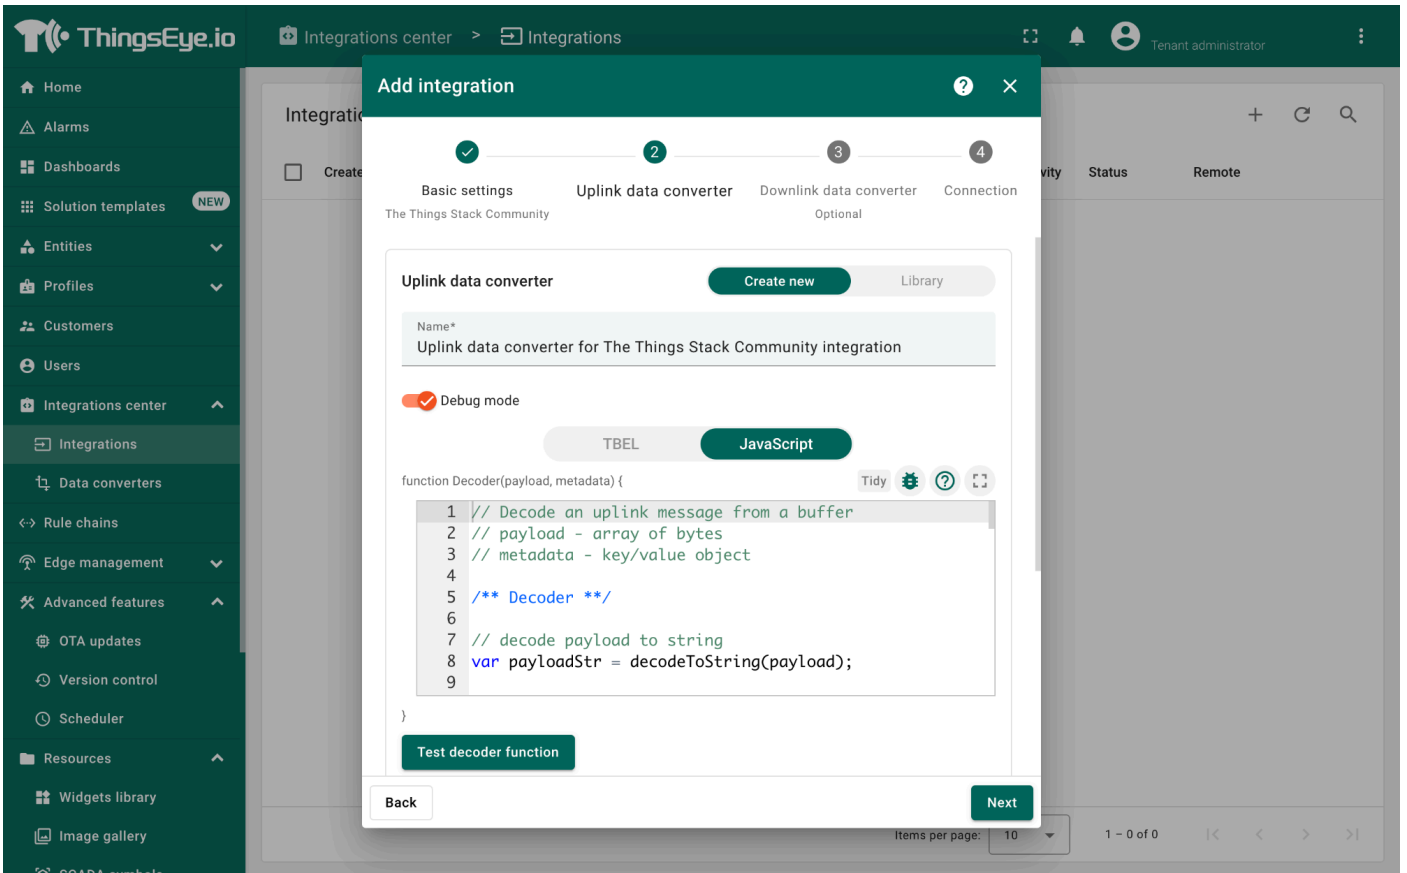 ThingsEye.io
Integrations center > Integrations
Tenant administrator
Home
Alarms
Dashboards
Solution templates NEW
Entities
Profiles
Customers
Users
Integrations center
Integrations
Data converters
Rule chains
Edge management
Advanced features
OTA updates
Version control
Scheduler
Resources
Widgets library
Image gallery
Status
Remote
Add integration
2
3
4
Basic settings
The Things Stack Community
Uplink data converter
Downlink data converter
Optional
Connection
Uplink data converter
Create new
Library
Name*
Uplink data converter for The Things Stack Community integration
Debug mode
TBEL
JavaScript
function Decoder(payload, metadata) {
Tidy
1 // Decode an uplink message from a buffer
2 // payload - array of bytes
3 // metadata - key/value object
4
5 /** Decoder **/
6
7 // decode payload to string
8 var payloadStr = decodeToString(payload);
9
}
Test decoder function
Back
Next
Items per page: 10
1 – 0 of 0